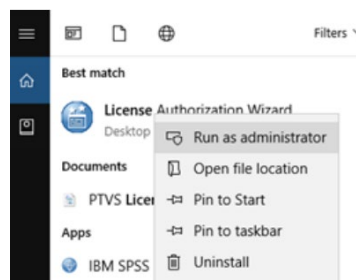 Filters
Best match
License Authorization Wizard
Desktop
Run as administrator
Open file location
Documents
PTVS Licen
Pin to Start
Apps
Pin to taskbar
IBM SPSS
Uninstall